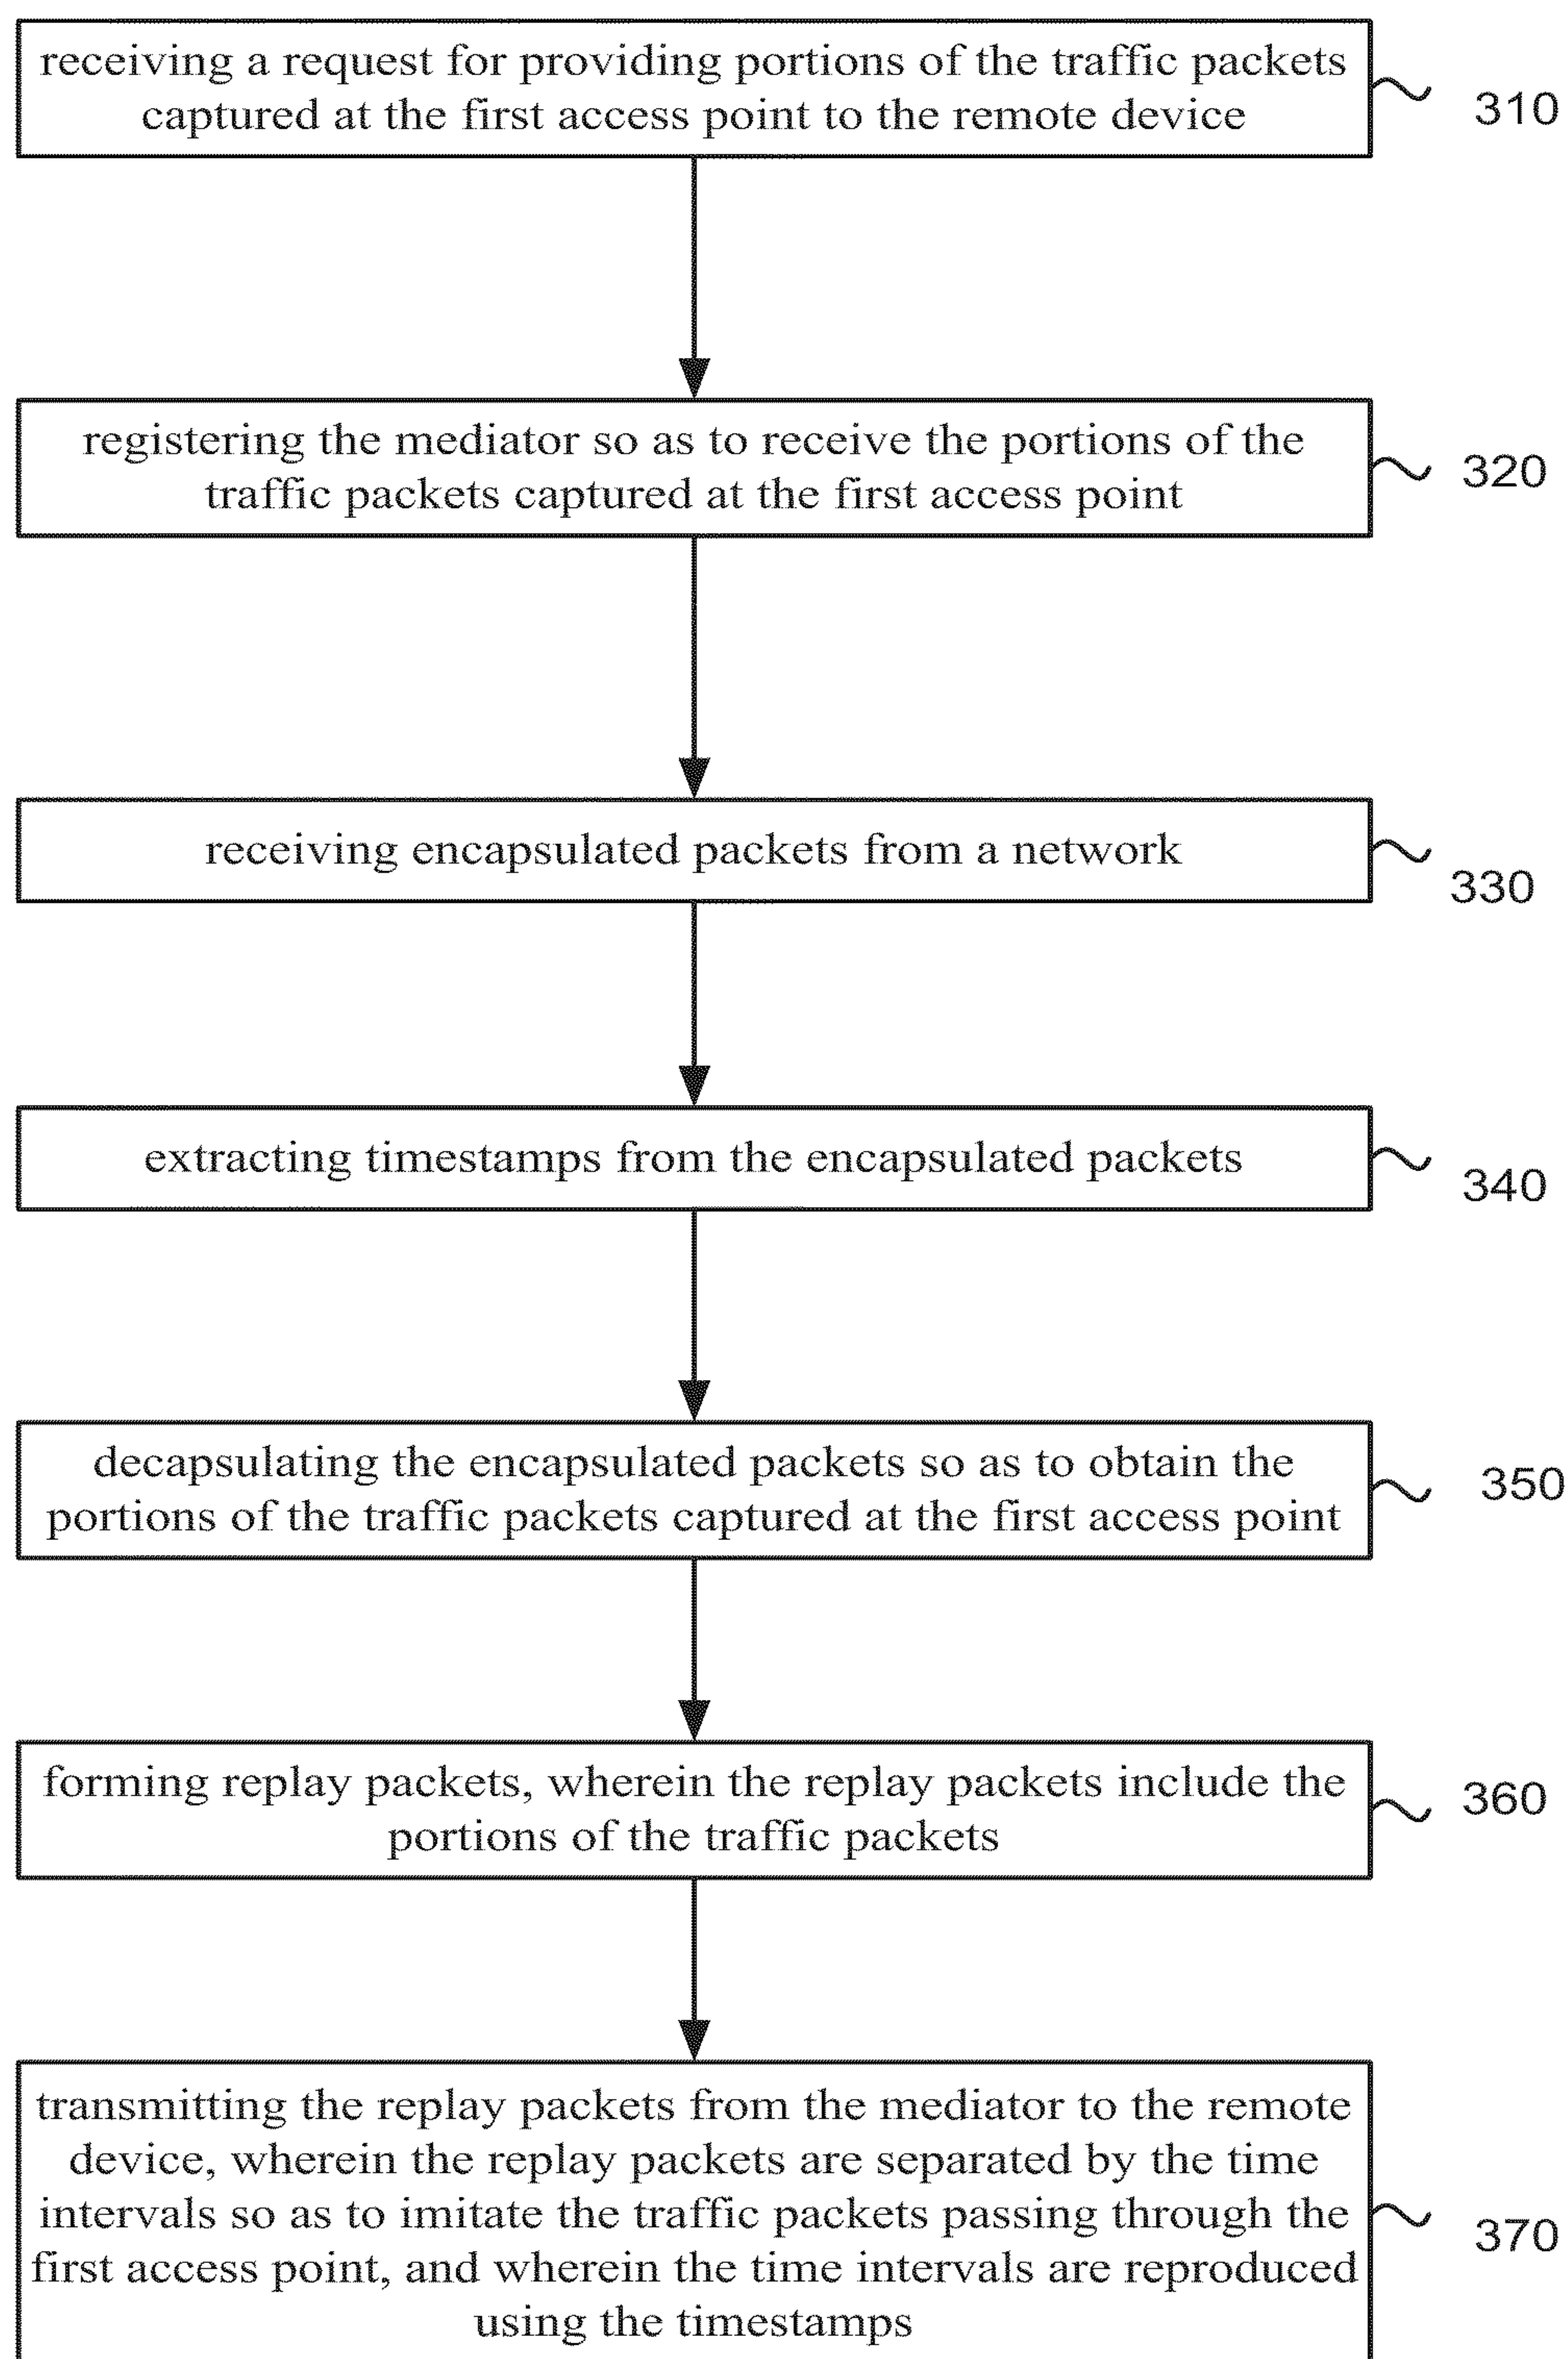 receiving a request for providing portions of the traffic packets
captured at the first access point to the remote device
310
registering the mediator so as to receive the portions of the
traffic packets captured at the first access point
320
receiving encapsulated packets from a network
330
extracting timestamps from the encapsulated packets
340
decapsulating the encapsulated packets so as to obtain the
portions of the traffic packets captured at the first access point
350
forming replay packets, wherein the replay packets include the
portions of the traffic packets
360
transmitting the replay packets from the mediator to the remote
device, wherein the replay packets are separated by the time
intervals so as to imitate the traffic packets passing through the
first access point, and wherein the time intervals are reproduced
using the timestamps
370